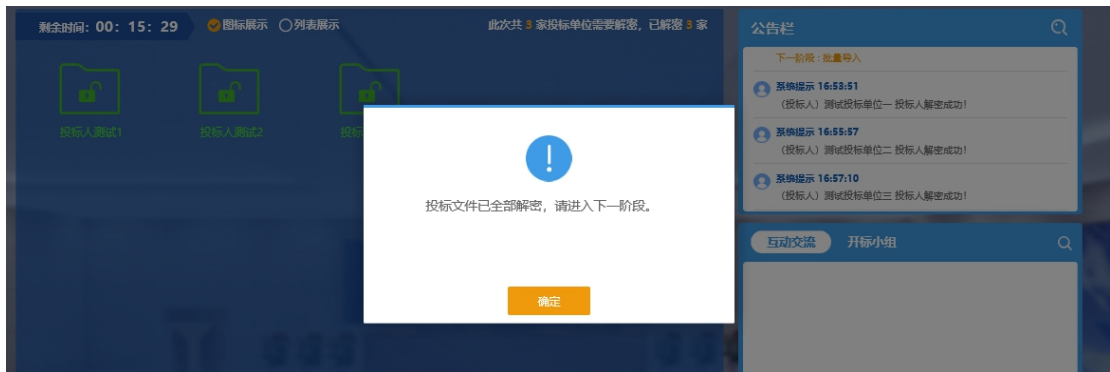 剩余时间：00：15：29
图标展示
列表展示
此次共 3 家投标单位需要解密，已解密 3 家
投标人测试1
投标人测试2
投标
投标文件已全部解密，请进入下一阶段。
确定
公告栏
下一阶段：批量导入
系统提示 16:53:51
（投标人）测试投标单位一 投标人解密成功！
系统提示 16:55:57
（投标人）测试投标单位二 投标人解密成功！
系统提示 16:57:10
（投标人）测试投标单位三 投标人解密成功！
互动交流
开标小组